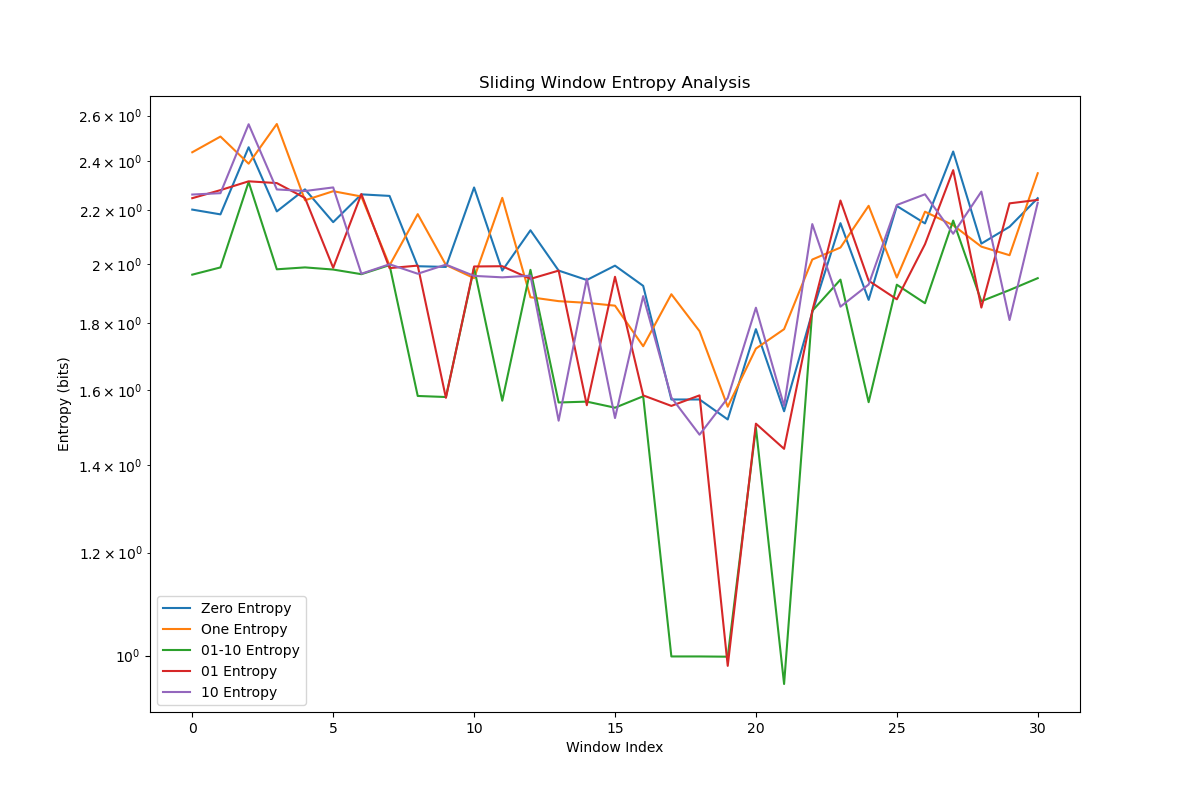 Sliding Window Entropy Analysis
2.6 × 10⁰
2.4 × 10⁰
2.2 × 10⁰
2 × 10⁰
1.8 × 10⁰
1.6 × 10⁰
1.4 × 10⁰
1.2 × 10⁰
10⁰
Entropy (bits)
Zero Entropy
One Entropy
01-10 Entropy
01 Entropy
10 Entropy
0 5 10 15 20 25 30
Window Index